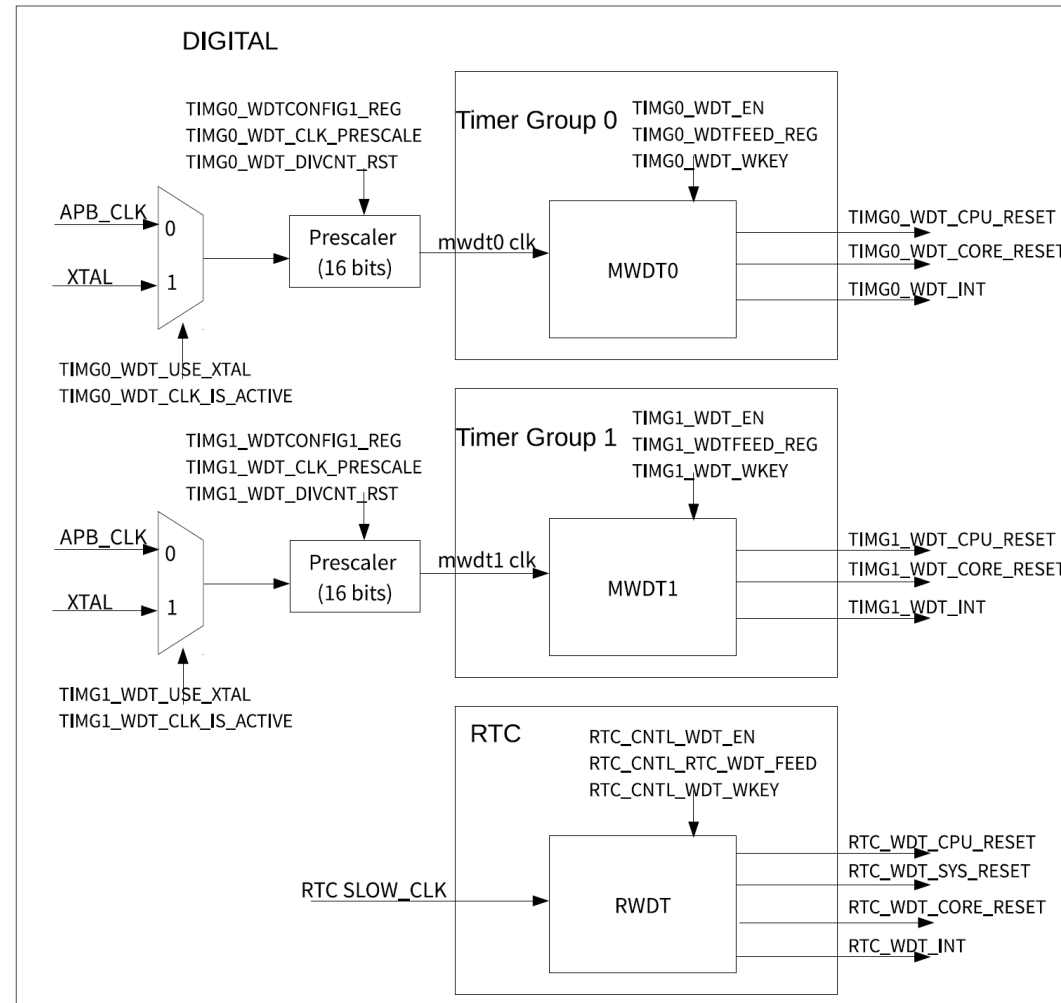 DIGITAL
TIMG0_WDTCONFIG1_REG
TIMG0_WDT_CLK_PRESCALE
TIMG0_WDT_DIVCNT_RST
Timer Group 0
TIMG0_WDT_EN
TIMG0_WDTFEED_REG
TIMG0_WDT_WKEY
APB_CLK
0
XTAL
1
Prescaler
(16 bits)
mwdt0 clk
MWDT0
TIMG0_WDT_CPU_RESET
TIMG0_WDT_CORE_RESET
TIMG0_WDT_INT
TIMG0_WDT_USE_XTAL
TIMG0_WDT_CLK_IS_ACTIVE
TIMG1_WDTCONFIG1_REG
TIMG1_WDT_CLK_PRESCALE
TIMG1_WDT_DIVCNT_RST
Timer Group 1
TIMG1_WDT_EN
TIMG1_WDTFEED_REG
TIMG1_WDT_WKEY
APB_CLK
0
XTAL
1
Prescaler
(16 bits)
mwdt1 clk
MWDT1
TIMG1_WDT_CPU_RESET
TIMG1_WDT_CORE_RESET
TIMG1_WDT_INT
TIMG1_WDT_USE_XTAL
TIMG1_WDT_CLK_IS_ACTIVE
RTC
RTC_CNTL_WDT_EN
RTC_CNTL_RTC_WDT_FEED
RTC_CNTL_WDT_WKEY
RTC SLOW_CLK
RWDT
RTC_WDT_CPU_RESET
RTC_WDT_SYS_RESET
RTC_WDT_CORE_RESET
RTC_WDT_INT